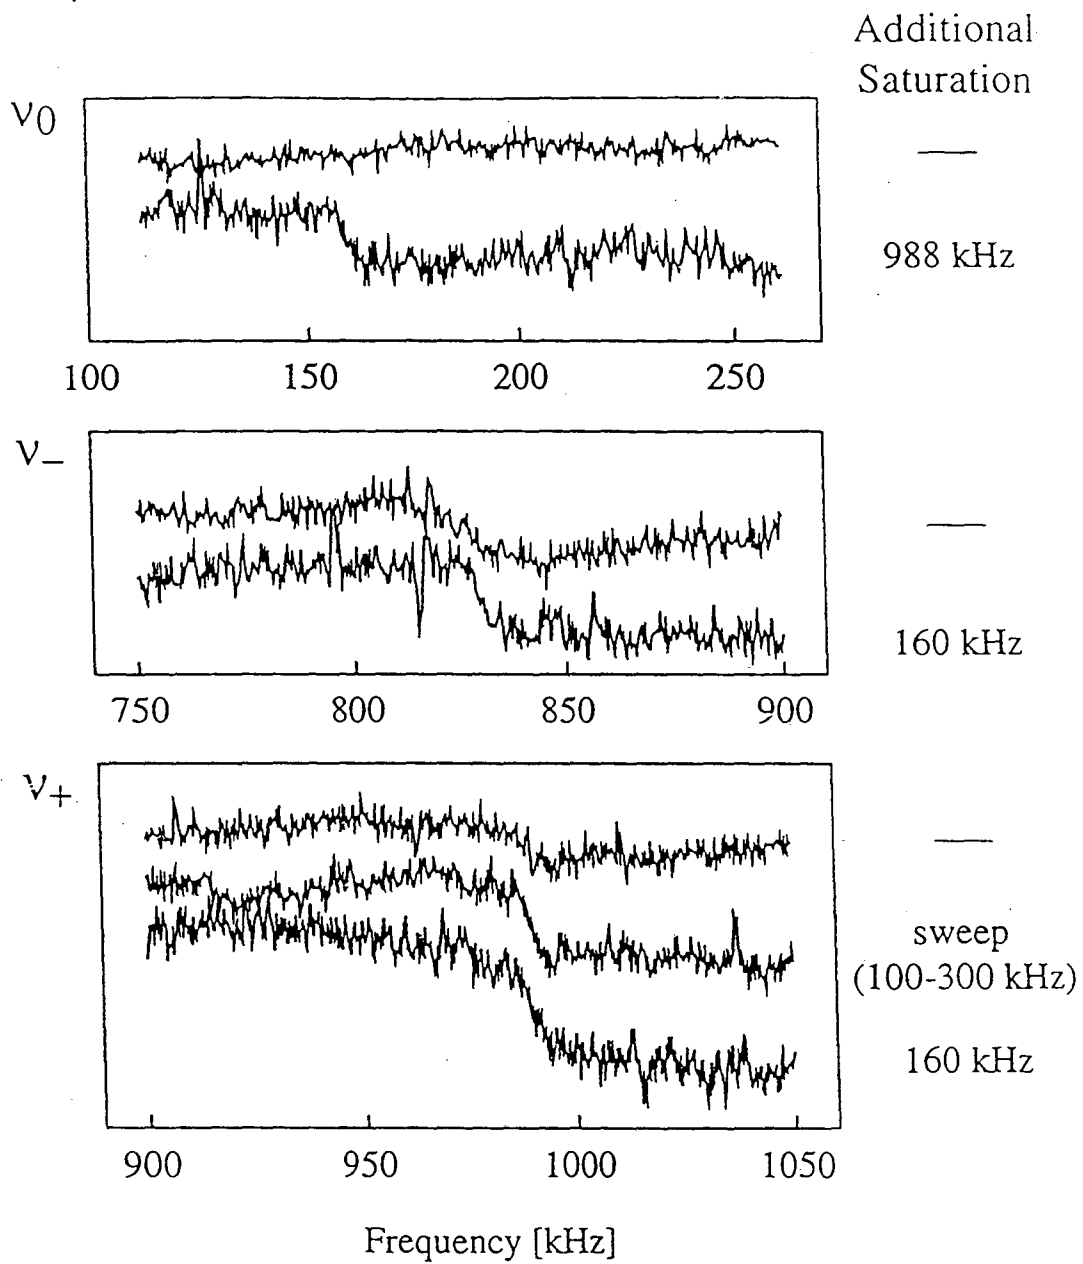 Additional
Saturation
ν0
—
988 kHz
100 150 200 250
ν−
—
160 kHz
750 800 850 900
ν+
—
sweep
(100-300 kHz)
160 kHz
900 950 1000 1050
Frequency [kHz]